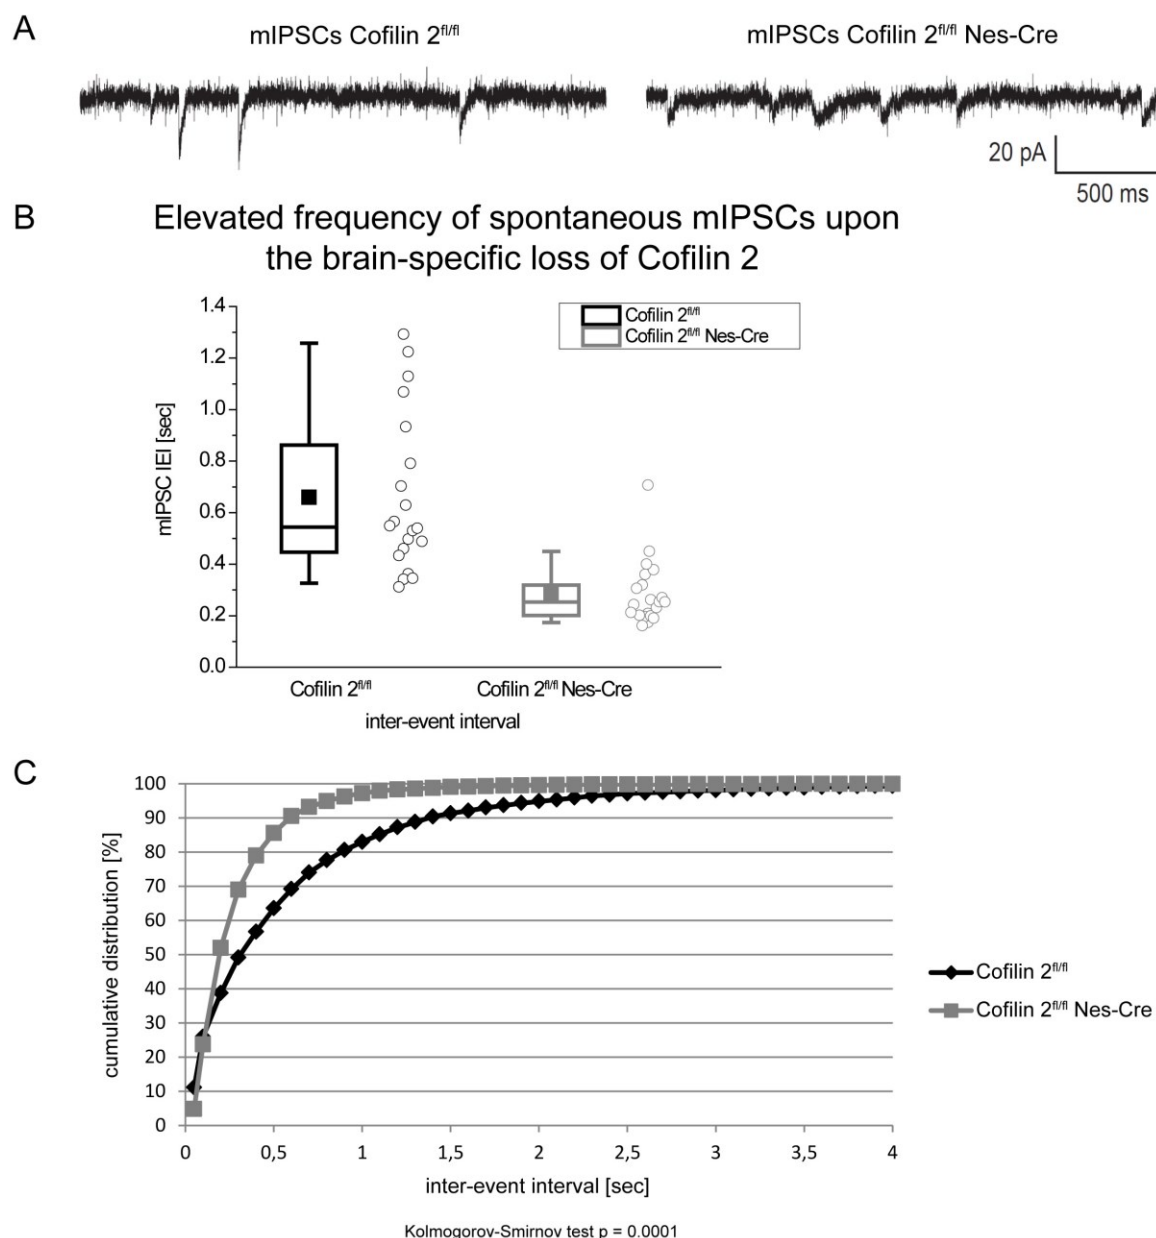 A
mIPSCs Cofilin 2fl/fl
mIPSCs Cofilin 2fl/fl Nes-Cre
20 pA
500 ms
B
Elevated frequency of spontaneous mIPSCs upon
the brain-specific loss of Cofilin 2
Cofilin 2fl/fl
Cofilin 2fl/fl Nes-Cre
mIPSC IEI [sec]
1.4
1.2
1.0
0.8
0.6
0.4
0.2
0.0
Cofilin 2fl/fl
Cofilin 2fl/fl Nes-Cre
inter-event interval
C
cumulative distribution [%]
100
90
80
70
60
50
40
30
20
10
0
0 0,5 1 1,5 2 2,5 3 3,5 4
inter-event interval [sec]
Cofilin 2fl/fl
Cofilin 2fl/fl Nes-Cre
Kolmogorov-Smirnov test p = 0.0001